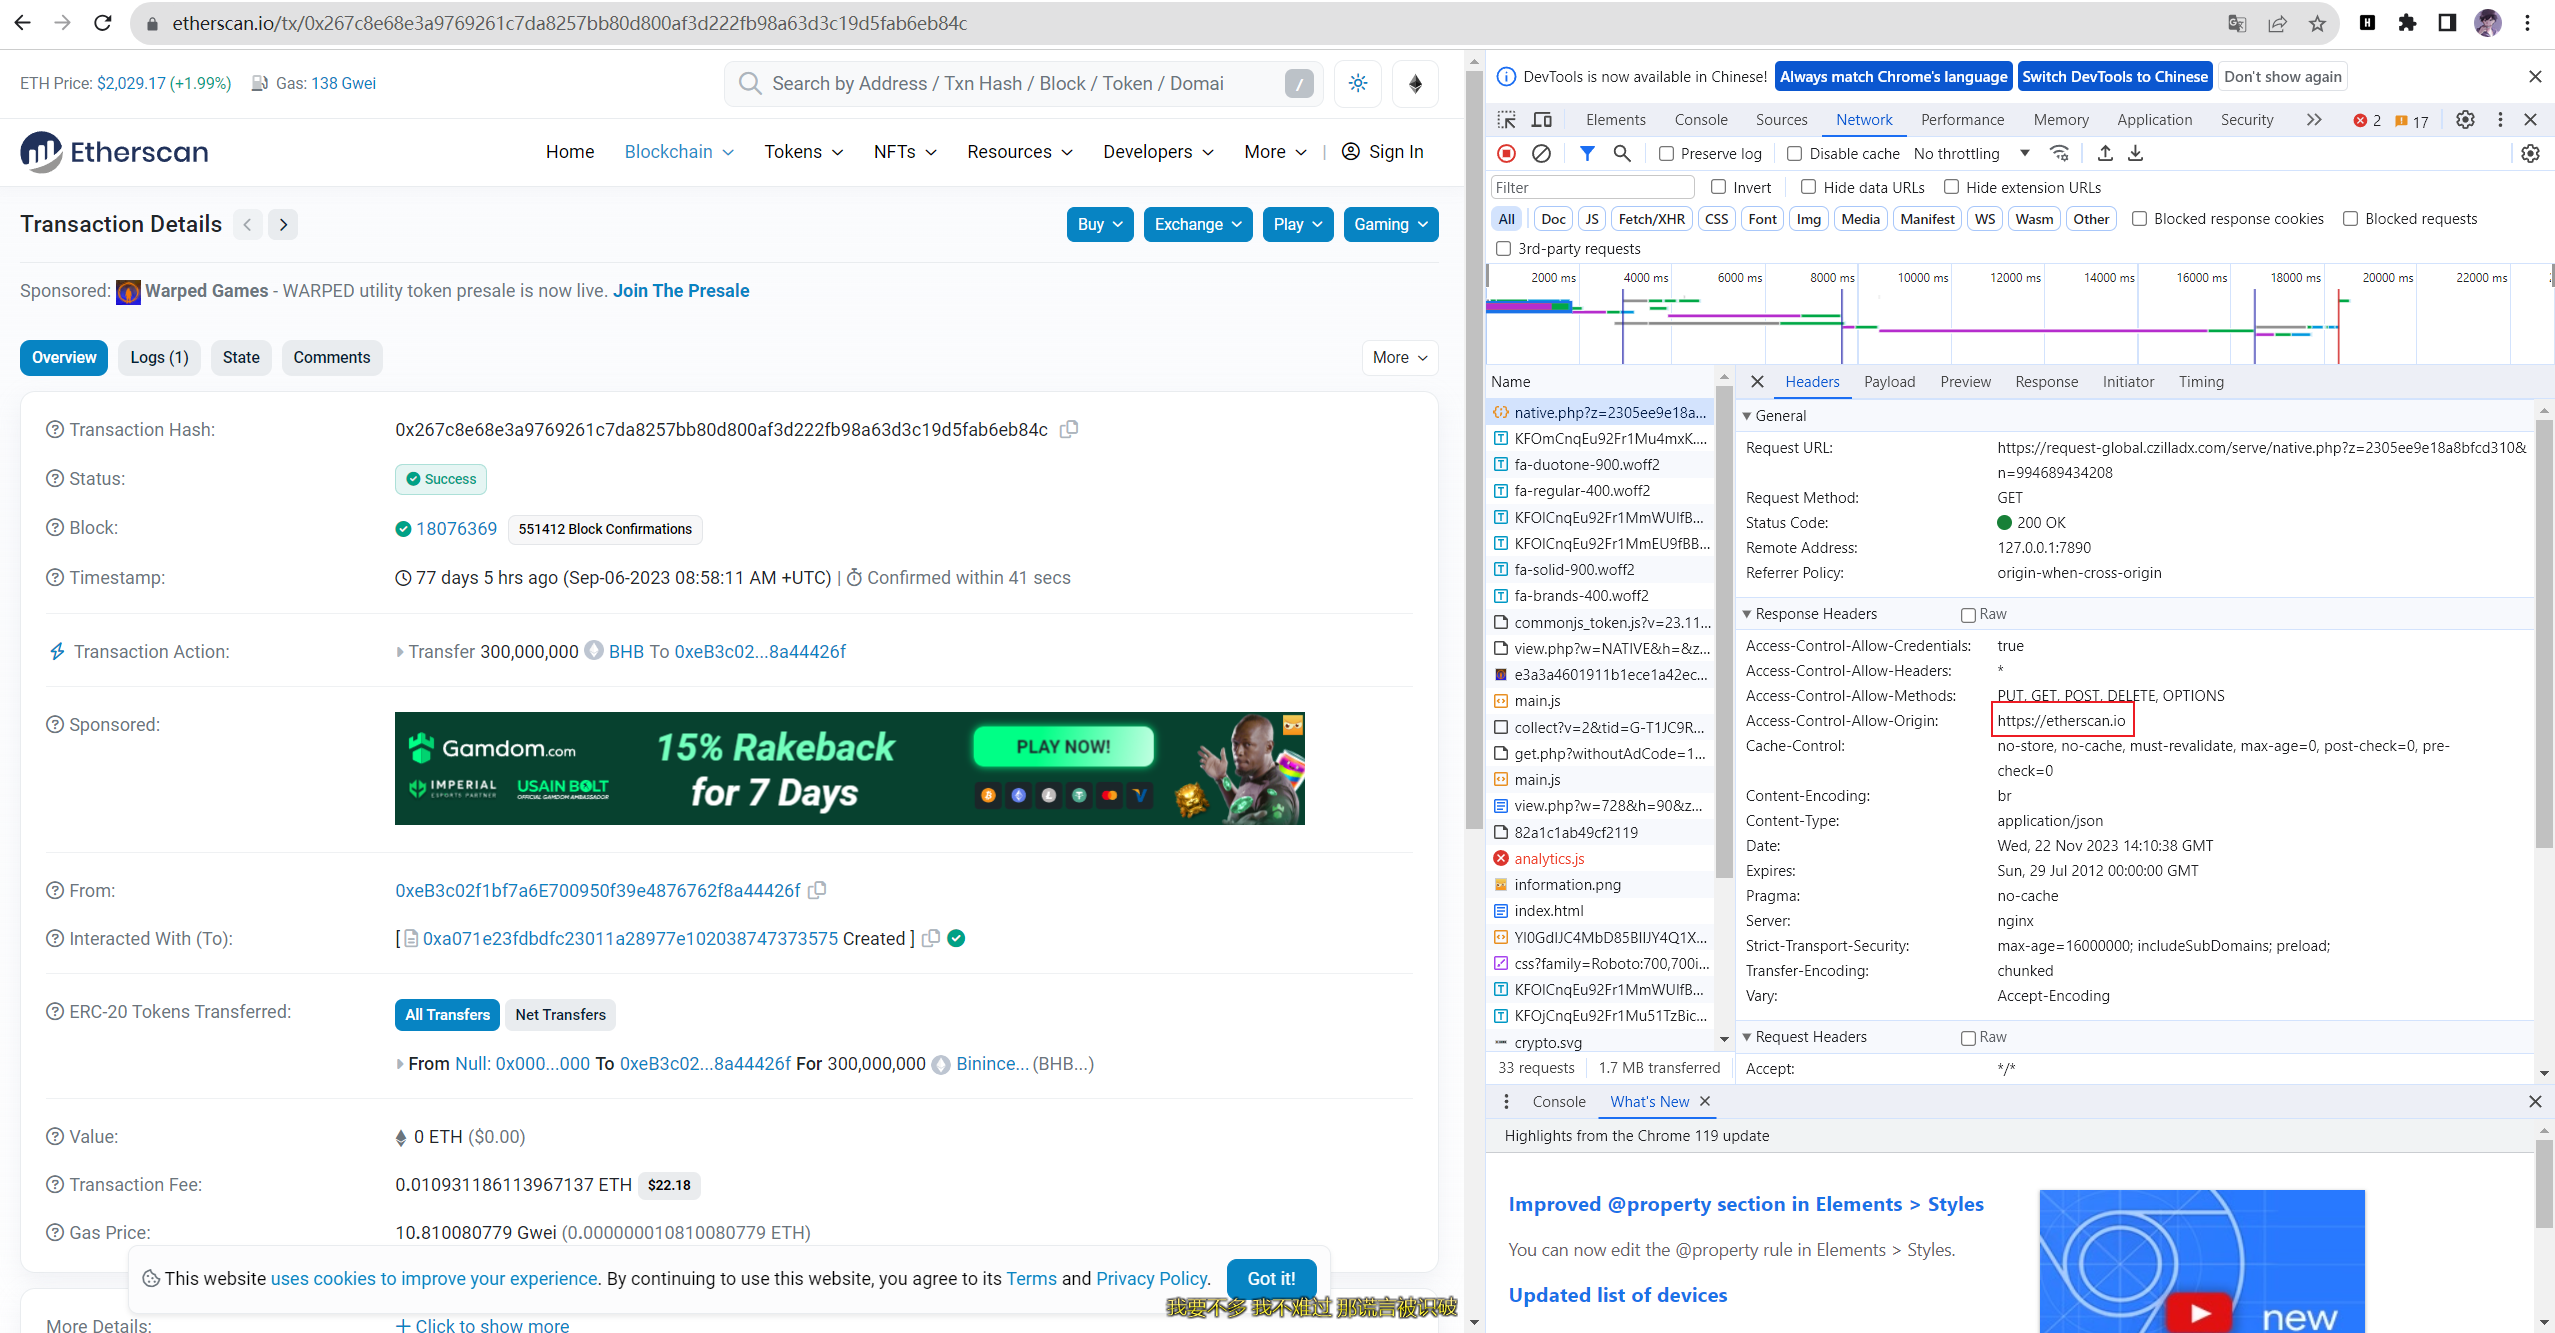 etherscan.io/tx/0x267c8e68e3a9769261c7da8257bb80d800af3d222fb98a63d3c19d5fab6eb84c
ETH Price: $2,029.17 (+1.99%) Gas: 138 Gwei
Search by Address / Txn Hash / Block / Token / Domai
/
Etherscan
Home
Blockchain
Tokens
NFTs
Resources
Developers
More
Sign In
Transaction Details
Buy
Exchange
Play
Gaming
Sponsored: Warped Games - WARPED utility token presale is now live. Join The Presale
Overview
Logs (1)
State
Comments
More
Transaction Hash: 0x267c8e68e3a9769261c7da8257bb80d800af3d222fb98a63d3c19d5fab6eb84c
Status: Success
Block: 18076369 551412 Block Confirmations
Timestamp: 77 days 5 hrs ago (Sep-06-2023 08:58:11 AM +UTC) | Confirmed within 41 secs
Transaction Action: Transfer 300,000,000 BHB To 0xeB3c02...8a44426f
Sponsored:
Gamdom.com
IMPERIAL
USAIN BOLT
15% Rakeback
for 7 Days
PLAY NOW!
From: 0xeB3c02f1bf7a6E700950f39e4876762f8a44426f
Interacted With (To): [ 0xa071e23fdbdfc23011a28977e102038747373575 Created ]
ERC-20 Tokens Transferred: All Transfers Net Transfers
From Null: 0x000...000 To 0xeB3c02...8a44426f For 300,000,000 Binince... (BHB...)
Value: 0 ETH ($0.00)
Transaction Fee: 0.010931186113967137 ETH $22.18
Gas Price: 10.810080779 Gwei (0.000000010810080779 ETH)
This website uses cookies to improve your experience. By continuing to use this website, you agree to its Terms and Privacy Policy.
Got it!
我要不多 我不难过 那谎言被识破
More Details: + Click to show more
DevTools is now available in Chinese! Always match Chrome's language Switch DevTools to Chinese Don't show again
Elements
Console
Sources
Network
Performance
Memory
Application
Security
2
17
Preserve log
Disable cache
No throttling
Filter
Invert
Hide data URLs
Hide extension URLs
All
Doc
JS
Fetch/XHR
CSS
Font
Img
Media
Manifest
WS
Wasm
Other
Blocked response cookies
Blocked requests
3rd-party requests
2000 ms
4000 ms
6000 ms
8000 ms
10000 ms
12000 ms
14000 ms
16000 ms
18000 ms
20000 ms
22000 ms
Name
native.php?z=2305ee9e18a...
KFOmCnqEu92Fr1Mu4mxK....
fa-duotone-900.woff2
fa-regular-400.woff2
KFOlCnqEu92Fr1MmWUlfB...
KFOlCnqEu92Fr1MmEU9fBB...
fa-solid-900.woff2
fa-brands-400.woff2
commonjs_token.js?v=23.11...
view.php?w=NATIVE&h=&z...
e3a3a4601911b1ece1a42ec...
main.js
collect?v=2&tid=G-T1JC9R...
get.php?withoutAdCode=1...
main.js
view.php?w=728&h=90&z...
82a1c1ab49cf2119
analytics.js
information.png
index.html
Yl0GdIJC4MbD85BlIJY4Q1X...
css?family=Roboto:700,700i...
KFOlCnqEu92Fr1MmWUlfB...
KFOjCnqEu92Fr1Mu51TzBic...
crypto.svg
33 requests
1.7 MB transferred
Headers
Payload
Preview
Response
Initiator
Timing
General
Request URL: https://request-global.czilladx.com/serve/native.php?z=2305ee9e18a8bfcd310&
n=994689434208
Request Method: GET
Status Code: 200 OK
Remote Address: 127.0.0.1:7890
Referrer Policy: origin-when-cross-origin
Response Headers
Raw
Access-Control-Allow-Credentials: true
Access-Control-Allow-Headers: *
Access-Control-Allow-Methods: PUT, GET, POST, DELETE, OPTIONS
Access-Control-Allow-Origin: https://etherscan.io
Cache-Control: no-store, no-cache, must-revalidate, max-age=0, post-check=0, pre-
check=0
Content-Encoding: br
Content-Type: application/json
Date: Wed, 22 Nov 2023 14:10:38 GMT
Expires: Sun, 29 Jul 2012 00:00:00 GMT
Pragma: no-cache
Server: nginx
Strict-Transport-Security: max-age=16000000; includeSubDomains; preload;
Transfer-Encoding: chunked
Vary: Accept-Encoding
Request Headers
Raw
Accept: */*
Console
What's New
Highlights from the Chrome 119 update
Improved @property section in Elements > Styles
You can now edit the @property rule in Elements > Styles.
Updated list of devices
new